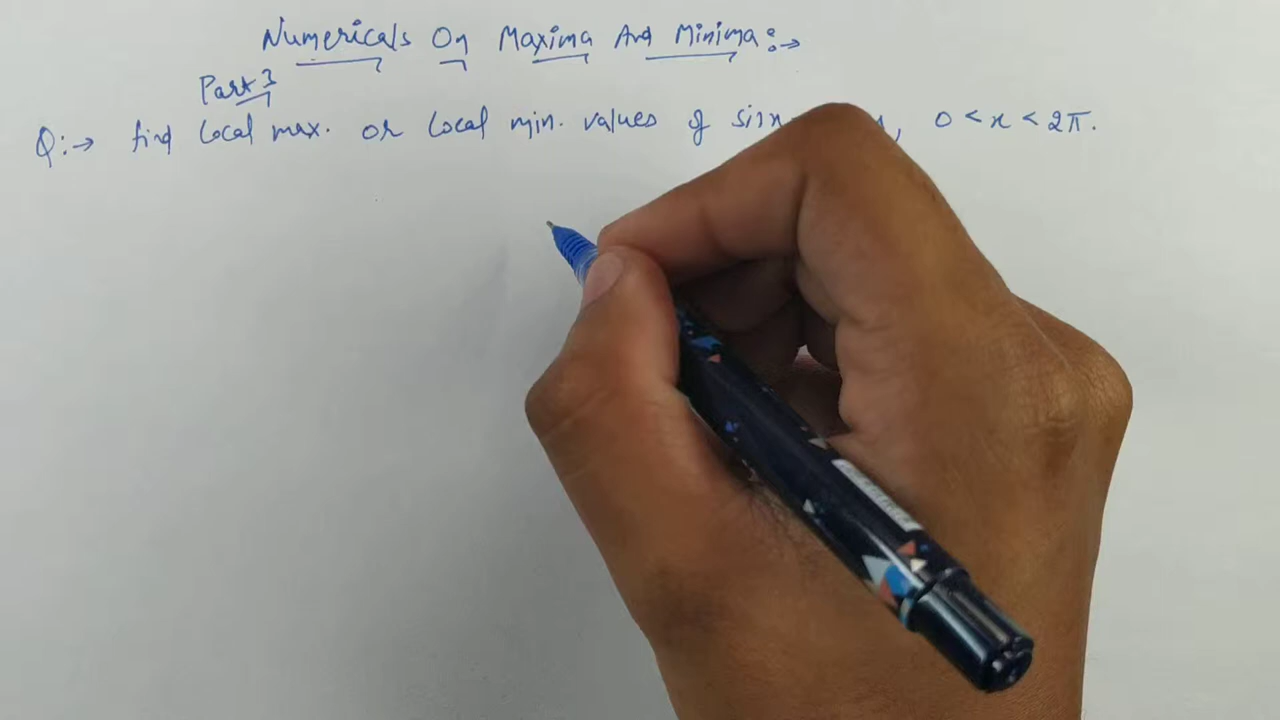 Numericals On Maxima And Minima:→
Part 3
Q:→ find local max. or local min. values of sinx- x, 0 < x < 2π.